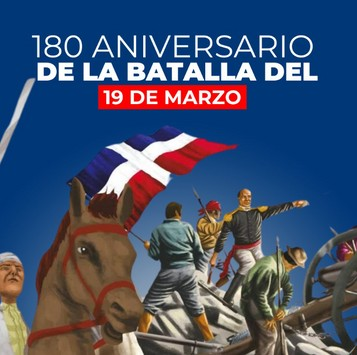 180 ANIVERSARIO
DE LA BATALLA DEL
19 DE MARZO